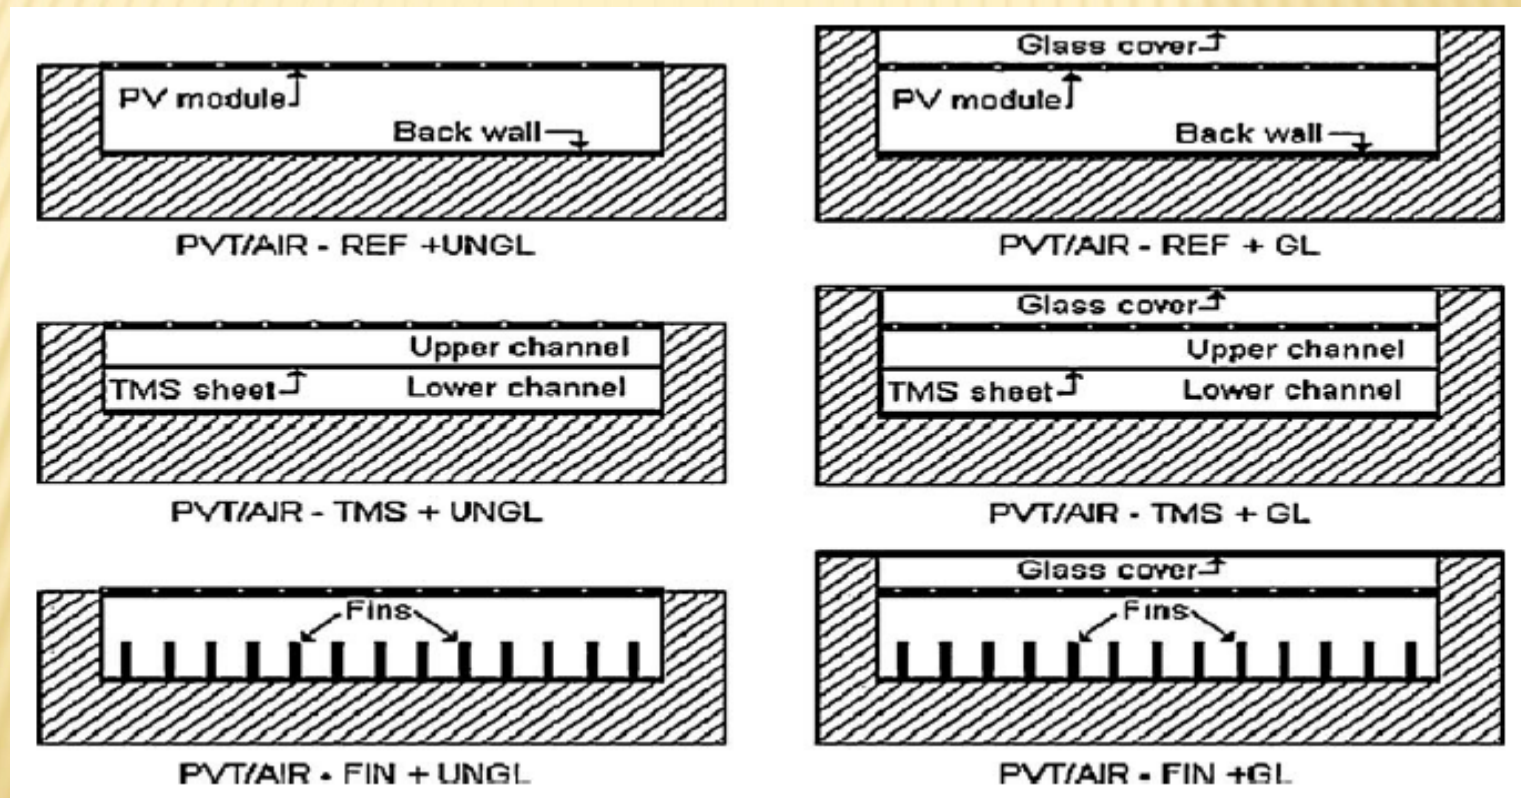 PV module
Back wall
PVT/AIR - REF +UNGL
Glass cover
PV module
Back wall
PVT/AIR - REF + GL
Upper channel
TMS sheet
Lower channel
PVT/AIR - TMS + UNGL
Glass cover
Upper channel
TMS sheet
Lower channel
PVT/AIR - TMS + GL
Fins
PVT/AIR - FIN + UNGL
Glass cover
Fins
PVT/AIR - FIN +GL